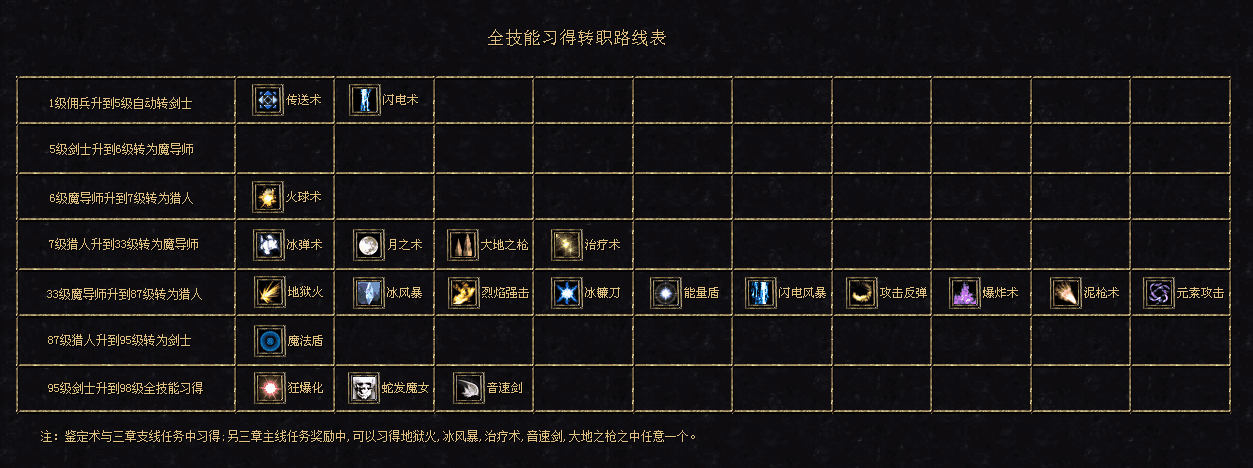 全技能习得转职路线表
1级佣兵升到5级自动转剑士 传送术 闪电术
5级剑士升到6级转为魔导师
6级魔导师升到7级转为猎人 火球术
7级猎人升到33级转为魔导师 冰弹术 月之术 大地之枪 治疗术
33级魔导师升到87级转为猎人 地狱火 冰风暴 烈焰强击 冰镰刀 能量盾 闪电风暴 攻击反弹 爆炸术 泥枪术 元素攻击
87级猎人升到95级转为剑士 魔法盾
95级剑士升到98级全技能习得 狂爆化 蛇发魔女 音速剑
注: 鉴定术与三章支线任务中习得;另三章主线任务奖励中,可以习得地狱火,冰风暴,治疗术,音速剑,大地之枪之中任意一个。